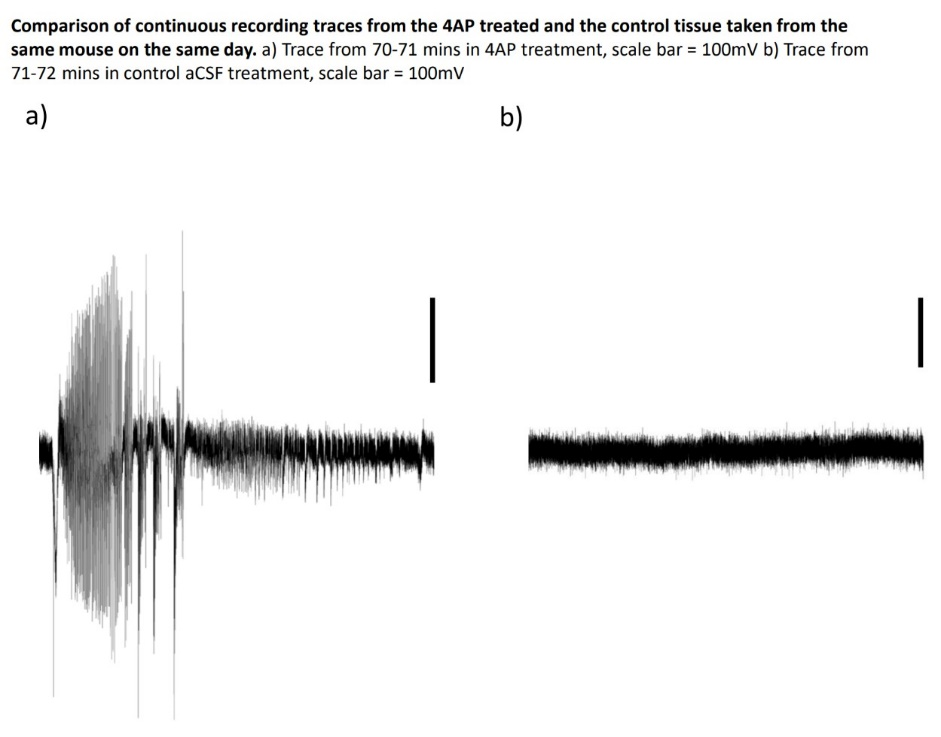 Comparison of continuous recording traces from the 4AP treated and the control tissue taken from the
same mouse on the same day. a) Trace from 70-71 mins in 4AP treatment, scale bar = 100mV b) Trace from
71-72 mins in control aCSF treatment, scale bar = 100mV
a)
b)